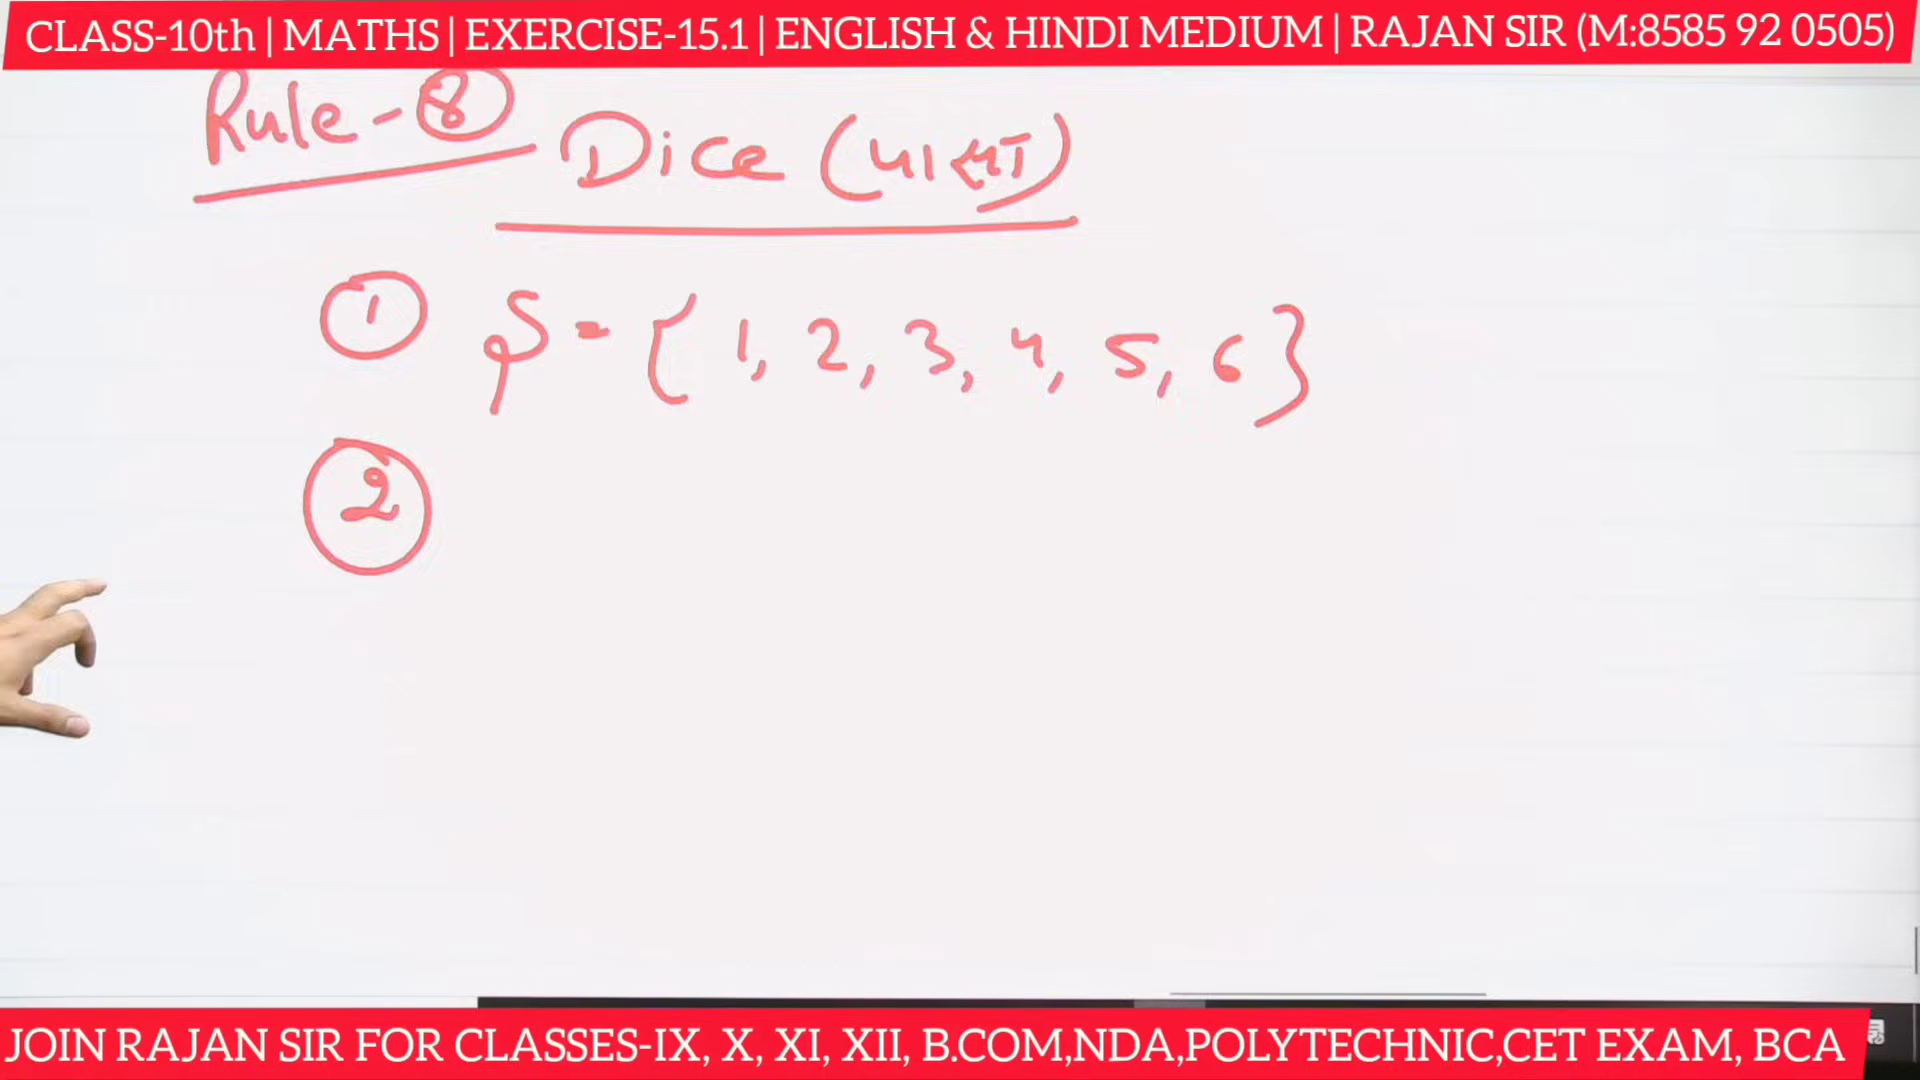 CLASS-10th | MATHS | EXERCISE-15.1 | ENGLISH & HINDI MEDIUM | RAJAN SIR (M:8585 92 0505)
Rule-⑧
Dice (पासा)
① S = { 1, 2, 3, 4, 5, 6 }
②
JOIN RAJAN SIR FOR CLASSES-IX, X, XI, XII, B.COM,NDA,POLYTECHNIC,CET EXAM, BCA